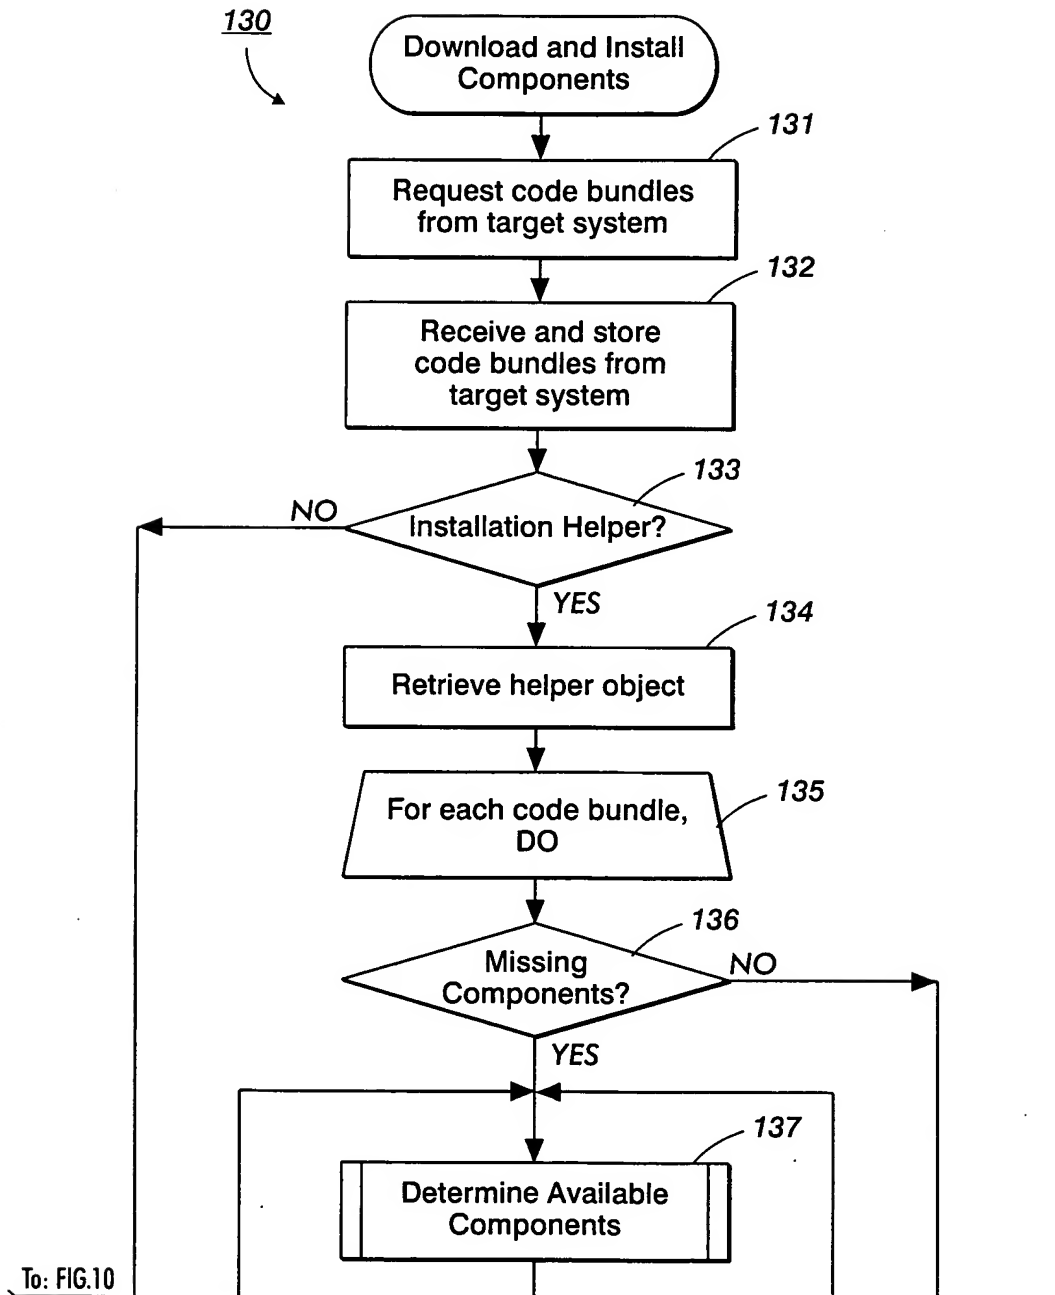 130
Download and Install
Components
131
Request code bundles
from target system
132
Receive and store
code bundles from
target system
133
NO
Installation Helper?
YES
134
Retrieve helper object
135
For each code bundle,
DO
136
Missing
Components?
NO
YES
137
Determine Available
Components
To: FIG.10